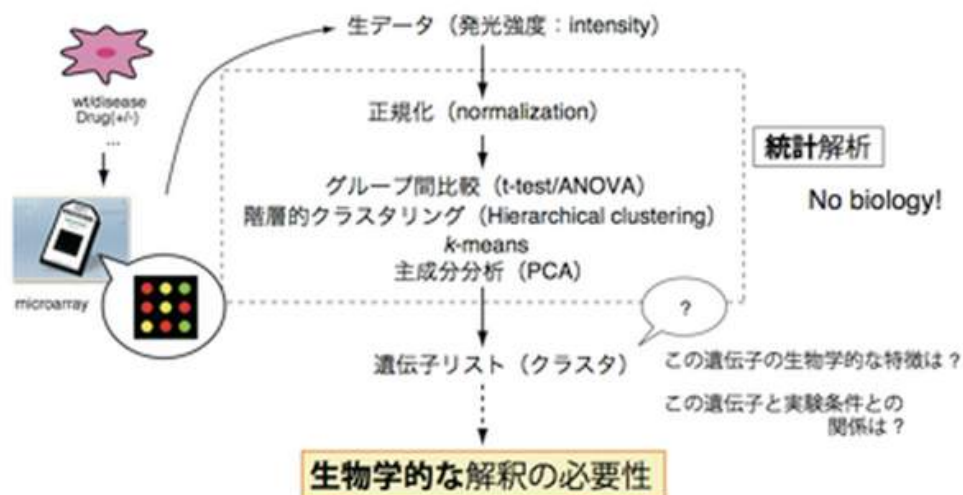 生データ（発光強度：intensity）
wt/disease
Drug(+/-)
...
正規化（normalization）
統計解析
No biology!
グループ間比較（t-test/ANOVA）
階層的クラスタリング（Hierarchical clustering）
k-means
主成分分析（PCA）
microarray
?
遺伝子リスト（クラスタ）
この遺伝子の生物学的な特徴は？
この遺伝子と実験条件との
関係は？
生物学的な解釈の必要性